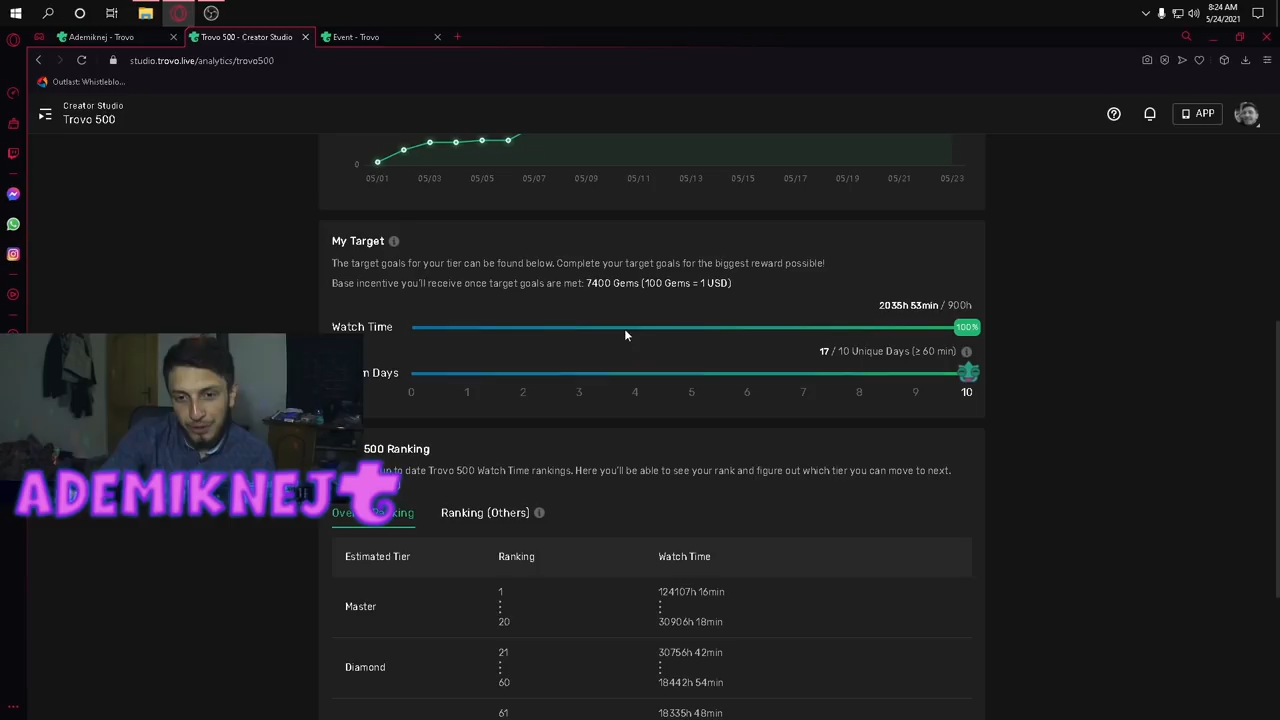 8:24 AM
5/24/2021
Ademiknej - Trovo
Trovo 500 - Creator Studio
Event - Trovo
studio.trovo.live/analytics/trovo500
Outlast: Whistleblo...
Creator Studio
Trovo 500
APP
0
05/01 05/03 05/05 05/07 05/09 05/11 05/13 05/15 05/17 05/19 05/21 05/23
My Target
The target goals for your tier can be found below. Complete your target goals for the biggest reward possible!
Base incentive you'll receive once target goals are met: 7400 Gems (100 Gems = 1 USD)
2035h 53min / 900h
Watch Time
100%
17 / 10 Unique Days (≥ 60 min)
Days
0 1 2 3 4 5 6 7 8 9 10
500 Ranking
to date Trovo 500 Watch Time rankings. Here you'll be able to see your rank and figure out which tier you can move to next.
ADEMIKNEJ
Ranking (Others)
Estimated Tier Ranking Watch Time
1 124107h 16min
Master
20 30906h 18min
21 30756h 42min
Diamond
60 18442h 54min
61 18335h 48min